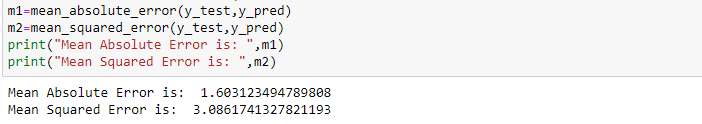 m1=mean_absolute_error(y_test,y_pred)
m2=mean_squared_error(y_test,y_pred)
print("Mean Absolute Error is: ",m1)
print("Mean Squared Error is: ",m2)
Mean Absolute Error is:  1.603123494789808
Mean Squared Error is:  3.0861741327821193